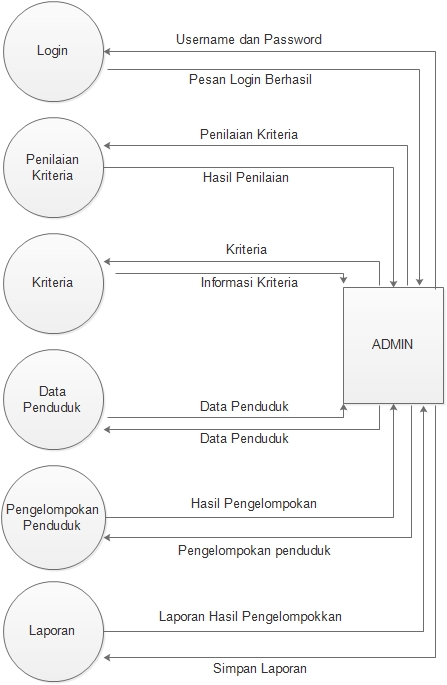 Username dan Password
Login
Pesan Login Berhasil
Penilaian Kriteria
Penilaian
Kriteria
Hasil Penilaian
Kriteria
Kriteria
Informasi Kriteria
ADMIN
Data
Penduduk
Data Penduduk
Data Penduduk
Hasil Pengelompokan
Pengelompokan
Penduduk
Pengelompokan penduduk
Laporan Hasil Pengelompokkan
Laporan
Simpan Laporan